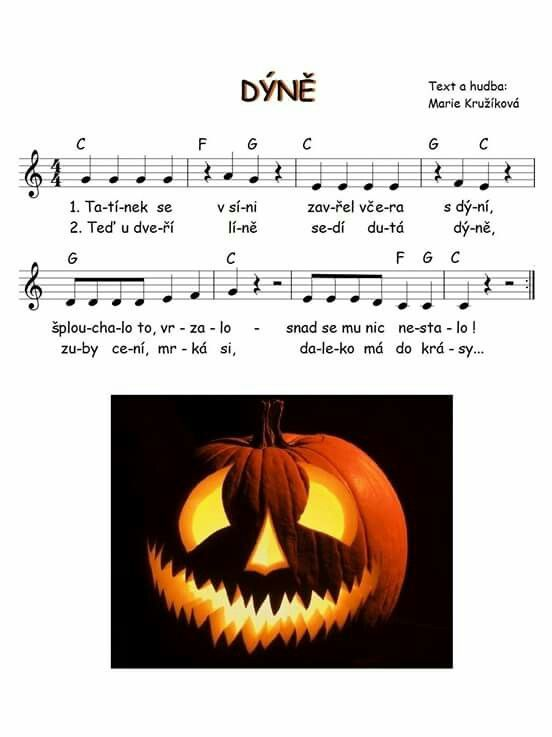 DÝNĚ
Text a hudba:
Marie Kružíková
C F G C G C
4
4
1. Ta-tí-nek se v sí-ni zav-řel vče-ra s dý-ní,
2. Teď u dve-ří lí-ně se-dí du-tá dý-ně,
G C F G C
šplou-cha-lo to, vr-za-lo - snad se mu nic ne-sta-lo!
zu-by ce-ní, mr-ká si, da-le-ko má do krá-sy...